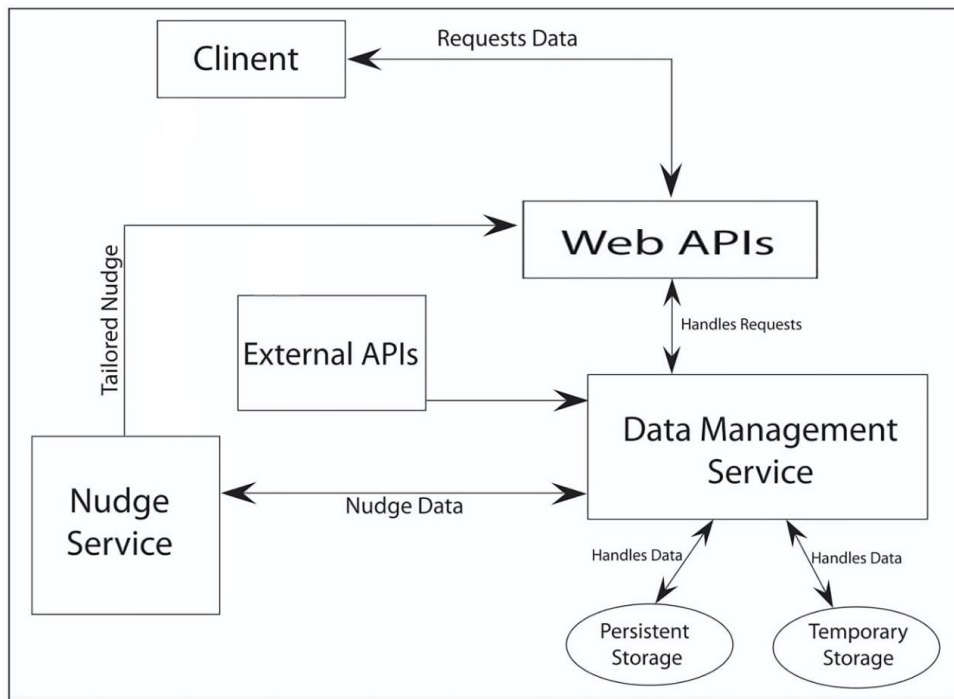 Requests Data
Clinent
Web APIs
Tailored Nudge
Handles Requests
External APIs
Data Management
Service
Nudge
Service
Nudge Data
Handles Data
Handles Data
Persistent
Storage
Temporary
Storage